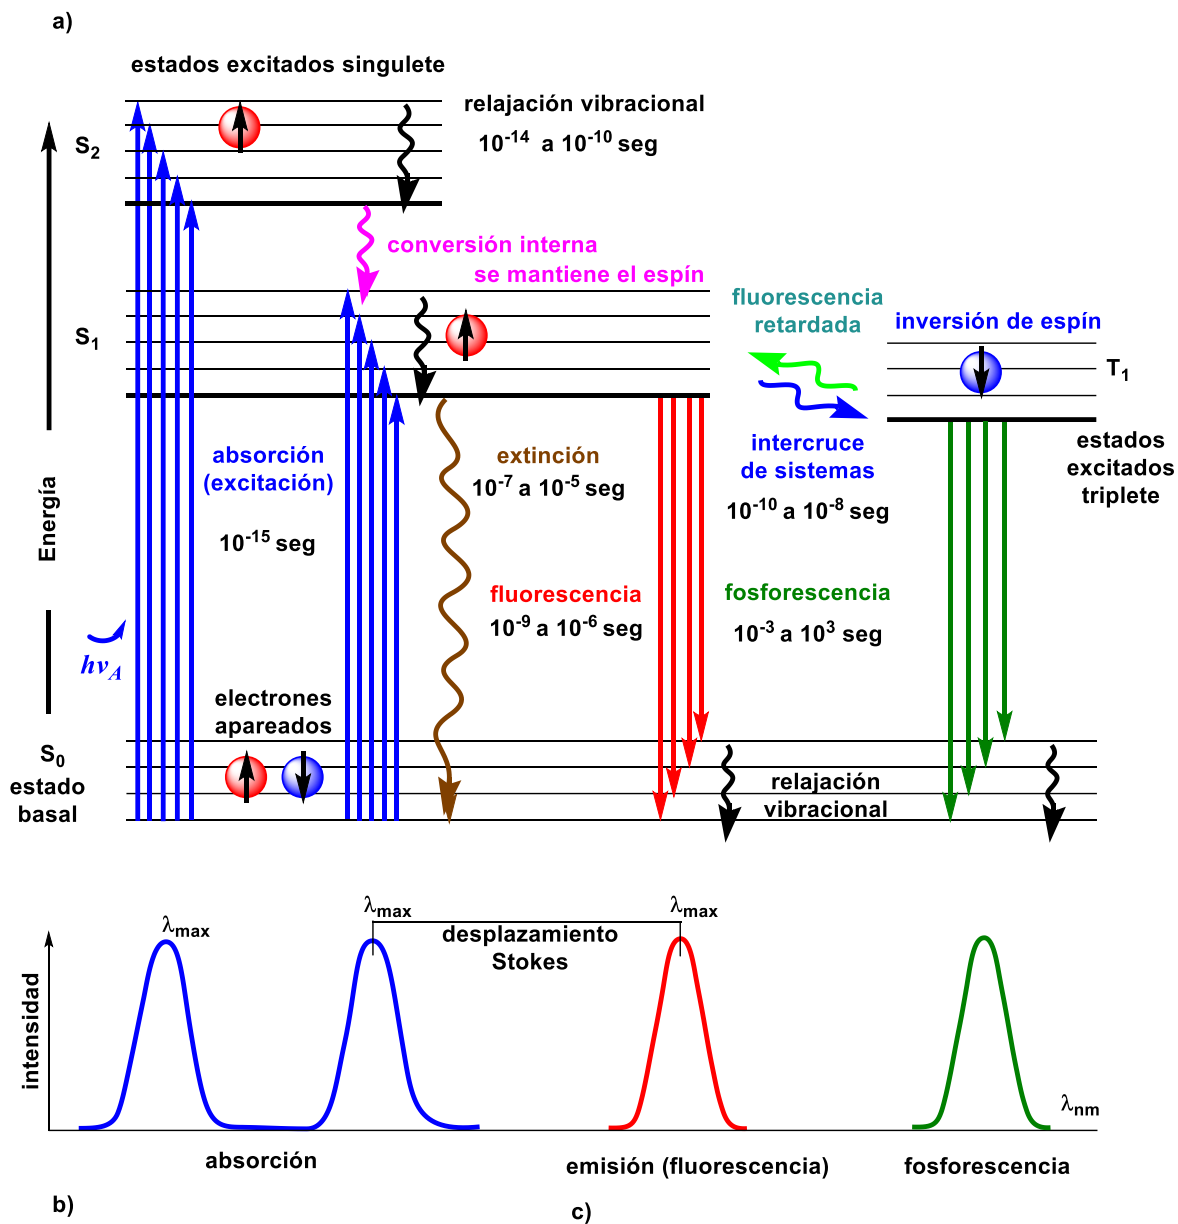 a)
estados excitados singulete
relajación vibracional
10⁻¹⁴ a 10⁻¹⁰ seg
S₂
conversión interna
se mantiene el espín
fluorescencia
retardada
inversión de espín
S₁
T₁
absorción
(excitación)
10⁻¹⁵ seg
extinción
10⁻⁷ a 10⁻⁵ seg
intercruce
de sistemas
10⁻¹⁰ a 10⁻⁸ seg
estados
excitados
triplete
Energía
fluorescencia
10⁻⁹ a 10⁻⁶ seg
fosforescencia
10⁻³ a 10³ seg
hν_A
electrones
apareados
S₀
estado
basal
relajación
vibracional
λmax
λmax
λmax
desplazamiento
Stokes
intensidad
λnm
absorción
emisión (fluorescencia)
fosforescencia
b)
c)